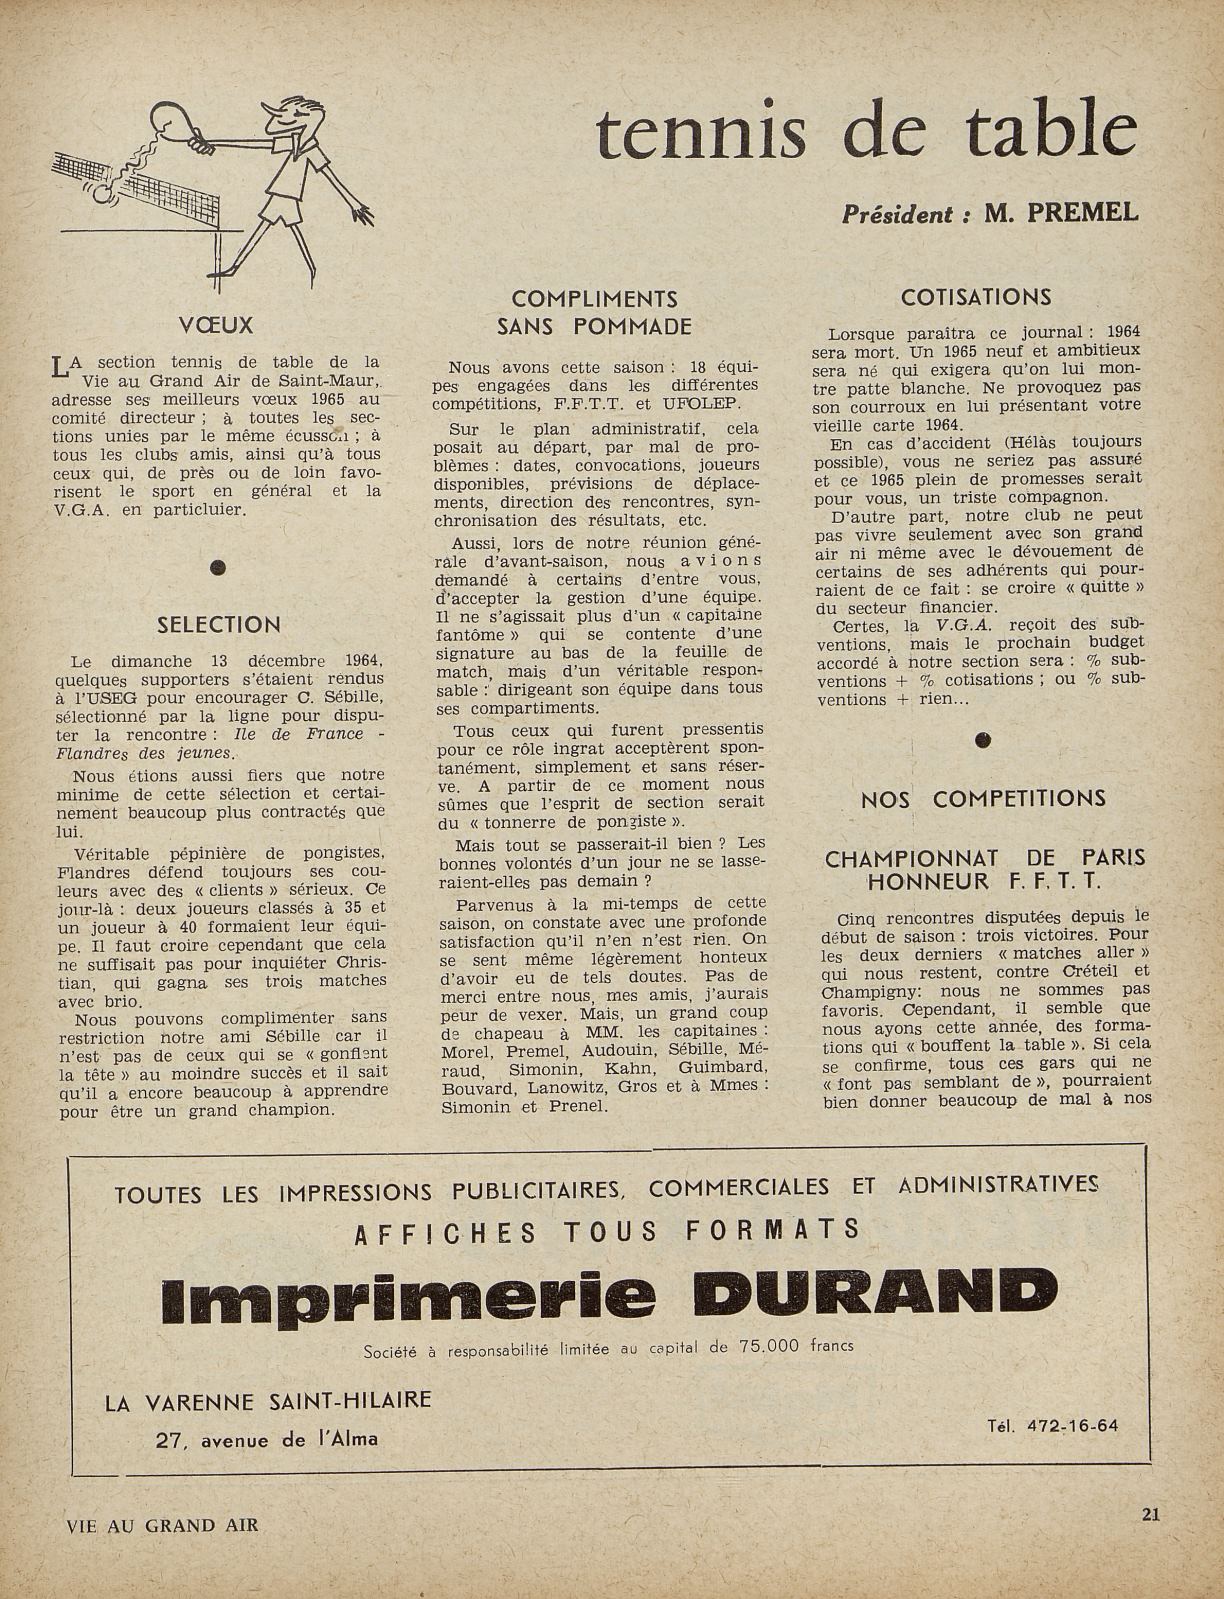 tennis de table
Président : M. PREMEL
VŒUX
LA section tennis de table de la
Vie au Grand Air de Saint-Maur,
adresse ses meilleurs vœux 1965 au
comité directeur ; à toutes les sec-
tions unies par le même écusson ; à
tous les clubs amis, ainsi qu'à tous
ceux qui, de près ou de loin favo-
risent le sport en général et la
V.G.A. en particluier.
SELECTION
Le dimanche 13 décembre 1964,
quelques supporters s'étaient rendus
à l'USEG pour encourager C. Sébille,
sélectionné par la ligne pour dispu-
ter la rencontre : Ile de France -
Flandres des jeunes.
Nous étions aussi fiers que notre
minime de cette sélection et certai-
nement beaucoup plus contractés que
lui.
Véritable pépinière de pongistes,
Flandres défend toujours ses cou-
leurs avec des « clients » sérieux. Ce
jour-là : deux joueurs classés à 35 et
un joueur à 40 formaient leur équi-
pe. Il faut croire cependant que cela
ne suffisait pas pour inquiéter Chris-
tian, qui gagna ses trois matches
avec brio.
Nous pouvons complimenter sans
restriction notre ami Sébille car il
n'est pas de ceux qui se « gonflent
la tête » au moindre succès et il sait
qu'il a encore beaucoup à apprendre
pour être un grand champion.
COMPLIMENTS
SANS POMMADE
Nous avons cette saison : 18 équi-
pes engagées dans les différentes
compétitions, F.F.T.T. et UFOLEP.
Sur le plan administratif, cela
posait au départ, par mal de pro-
blèmes : dates, convocations, joueurs
disponibles, prévisions de déplace-
ments, direction des rencontres, syn-
chronisation des résultats, etc.
Aussi, lors de notre réunion géné-
rale d'avant-saison, nous avions
demandé à certains d'entre vous,
d'accepter la gestion d'une équipe.
Il ne s'agissait plus d'un « capitaine
fantôme » qui se contente d'une
signature au bas de la feuille de
match, mais d'un véritable respon-
sable : dirigeant son équipe dans tous
ses compartiments.
Tous ceux qui furent pressentis
pour ce rôle ingrat acceptèrent spon-
tanément, simplement et sans réser-
ve. A partir de ce moment nous
sûmes que l'esprit de section serait
du « tonnerre de pongiste ».
Mais tout se passerait-il bien ? Les
bonnes volontés d'un jour ne se lasse-
raient-elles pas demain ?
Parvenus à la mi-temps de cette
saison, on constate avec une profonde
satisfaction qu'il n'en n'est rien. On
se sent même légèrement honteux
d'avoir eu de tels doutes. Pas de
merci entre nous, mes amis, j'aurais
peur de vexer. Mais, un grand coup
de chapeau à MM. les capitaines :
Morel, Premel, Audouin, Sébille, Mé-
raud, Simonin, Kahn, Guimbard,
Bouvard, Lanowitz, Gros et à Mmes :
Simonin et Prenel.
COTISATIONS
Lorsque paraîtra ce journal : 1964
sera mort. Un 1965 neuf et ambitieux
sera né qui exigera qu'on lui mon-
tre patte blanche. Ne provoquez pas
son courroux en lui présentant votre
vieille carte 1964.
En cas d'accident (Hélàs toujours
possible), vous ne seriez pas assuré
et ce 1965 plein de promesses serait
pour vous, un triste compagnon.
D'autre part, notre club ne peut
pas vivre seulement avec son grand
air ni même avec le dévouement de
certains de ses adhérents qui pour-
raient de ce fait : se croire « quitte »
du secteur financier.
Certes, la V.G.A. reçoit des sub-
ventions, mais le prochain budget
accordé à notre section sera : % sub-
ventions + % cotisations ; ou % sub-
ventions + rien...
NOS COMPETITIONS
CHAMPIONNAT DE PARIS
HONNEUR F. F. T. T.
Cinq rencontres disputées depuis le
début de saison : trois victoires. Pour
les deux derniers « matches aller »
qui nous restent, contre Créteil et
Champigny: nous ne sommes pas
favoris. Cependant, il semble que
nous ayons cette année, des forma-
tions qui « bouffent la table ». Si cela
se confirme, tous ces gars qui ne
« font pas semblant de », pourraient
bien donner beaucoup de mal à nos
TOUTES LES IMPRESSIONS PUBLICITAIRES, COMMERCIALES ET ADMINISTRATIVES
AFFICHES TOUS FORMATS
Imprimerie DURAND
Société à responsabilité limitée au capital de 75.000 francs
LA VARENNE SAINT-HILAIRE
27, avenue de l'Alma
Tél. 472-16-64
VIE AU GRAND AIR
21